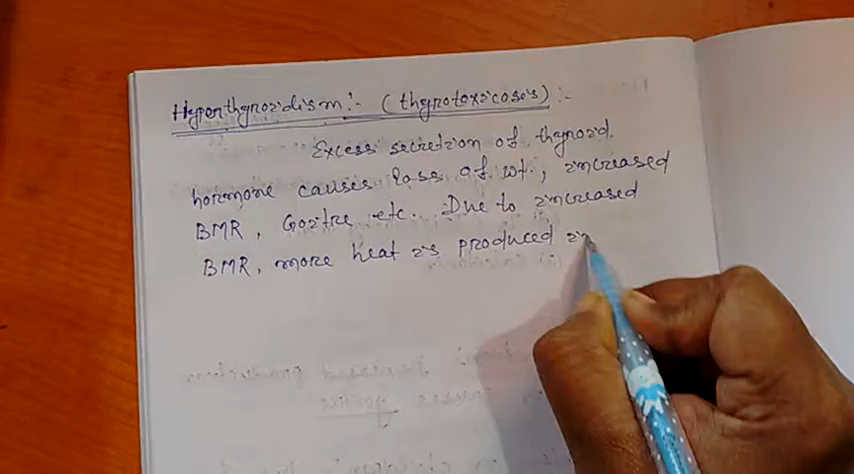 Hyperthyroidism :- (thyrotoxicosis) :-
Excess secretion of thyroid
hormone causes loss of wt., increased
BMR, Goitre etc. Due to increased
BMR, more heat is produced in